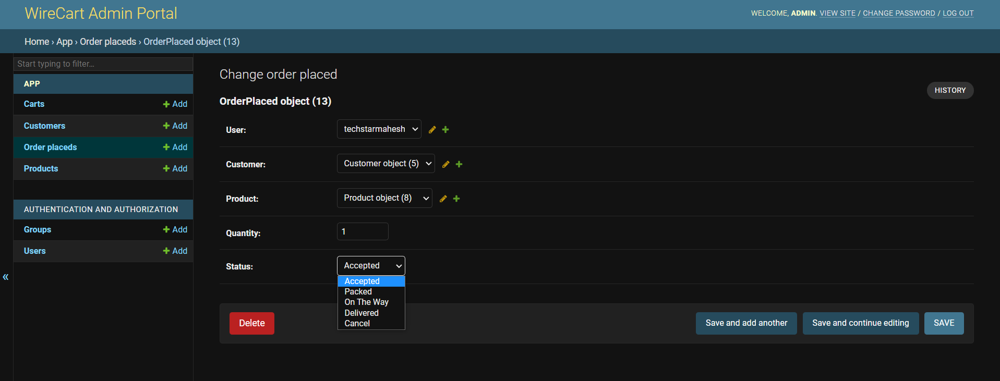 WireCart Admin Portal
WELCOME, ADMIN. VIEW SITE / CHANGE PASSWORD / LOG OUT
Home › App › Order placeds › OrderPlaced object (13)
Start typing to filter...
APP
Carts + Add
Customers + Add
Order placeds + Add
Products + Add
AUTHENTICATION AND AUTHORIZATION
Groups + Add
Users + Add
«
Change order placed
HISTORY
OrderPlaced object (13)
User: techstarmahesh
Customer: Customer object (5)
Product: Product object (8)
Quantity: 1
Status: Accepted
Accepted
Packed
On The Way
Delivered
Cancel
Delete Save and add another Save and continue editing SAVE